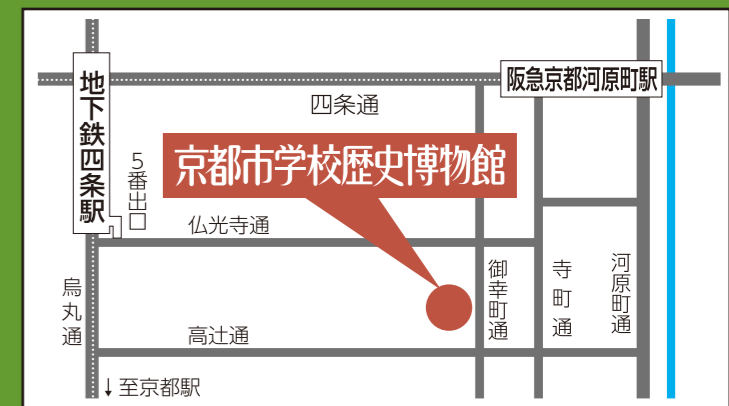 阪急京都河原町駅
地下鉄四条駅
四条通
5番出口
京都市学校歴史博物館
仏光寺通
御幸町通
寺町通
河原町通
烏丸通
高辻通
↓至京都駅